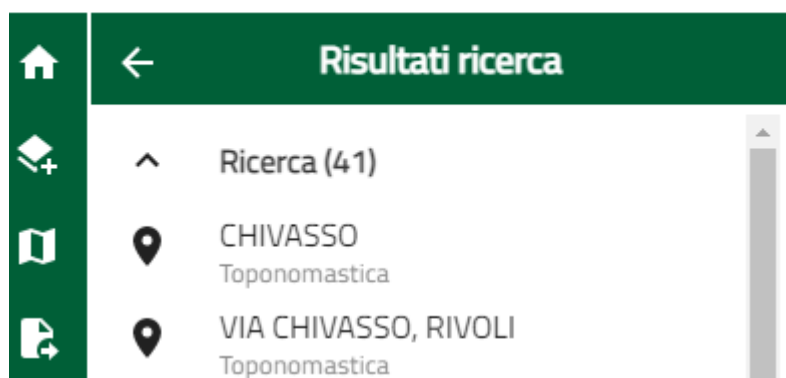 Risultati ricerca
Ricerca (41)
CHIVASSO
Toponomastica
VIA CHIVASSO, RIVOLI
Toponomastica